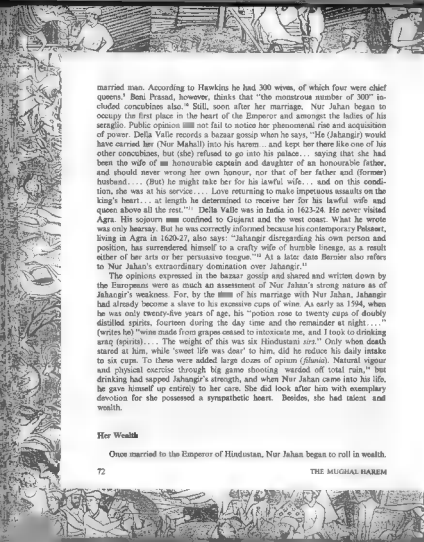 married man. According to Hawkins he had 300 wives, of which four were chief
queens.⁹ Beni Prasad, however, thinks that "the monstrous number of 300" in-
cluded concubines also.¹⁰ Still, soon after her marriage, Nur Jahan began to
occupy the first place in the heart of the Emperor and amongst the ladies of his
seraglio. Public opinion not fail to notice her phenomenal rise and acquisition
of power. Della Valle records a bazaar gossip when he says, "He (Jahangir) would
have carried her (Nur Mahall) into his harem... and kept her there like one of his
other concubines, but (she) refused to go into his palace... saying that she had
been the wife of honourable captain and daughter of an honourable father,
and should never wrong her own honour, nor that of her father and (former)
husband.... (But) he might take her for his lawful wife... and on this condi-
tion, she was at his service.... Love returning to make impetuous assaults on the
king's heart... at length he determined to receive her for his lawful wife and
queen above all the rest."¹¹ Della Valle was in India in 1623-24. He never visited
Agra. His sojourn confined to Gujarat and the west coast. What he wrote
was only hearsay. But he was correctly informed because his contemporary Pelsaert,
living in Agra in 1620-27, also says: "Jahangir disregarding his own person and
position, has surrendered himself to a crafty wife of humble lineage, as a result
either of her arts or her persuasive tongue."¹² At a later date Bernier also refers
to Nur Jahan's extraordinary domination over Jahangir.¹³
The opinions expressed in the bazaar gossip and shared and written down by
the Europeans were as much an assessment of Nur Jahan's strong nature as of
Jahangir's weakness. For, by the of his marriage with Nur Jahan, Jahangir
had already become a slave to his excessive cups of wine. As early as 1594, when
he was only twenty-five years of age, his "potion rose to twenty cups of doubly
distilled spirits, fourteen during the day time and the remainder at night...."
(writes he) "wine made from grapes ceased to intoxicate me, and I took to drinking
araq (spirits).... The weight of this was six Hindustani sirs." Only when death
stared at him, while 'sweet life was dear' to him, did he reduce his daily intake
to six cups. To these were added large dozes of opium (filunia). Natural vigour
and physical exercise through big game shooting warded off total ruin,¹⁴ but
drinking had sapped Jahangir's strength, and when Nur Jahan came into his life,
he gave himself up entirely to her care. She did look after him with exemplary
devotion for she possessed a sympathetic heart. Besides, she had talent and
wealth.
Her Wealth
Once married to the Emperor of Hindustan, Nur Jahan began to roll in wealth.
72 THE MUGHAL HAREM